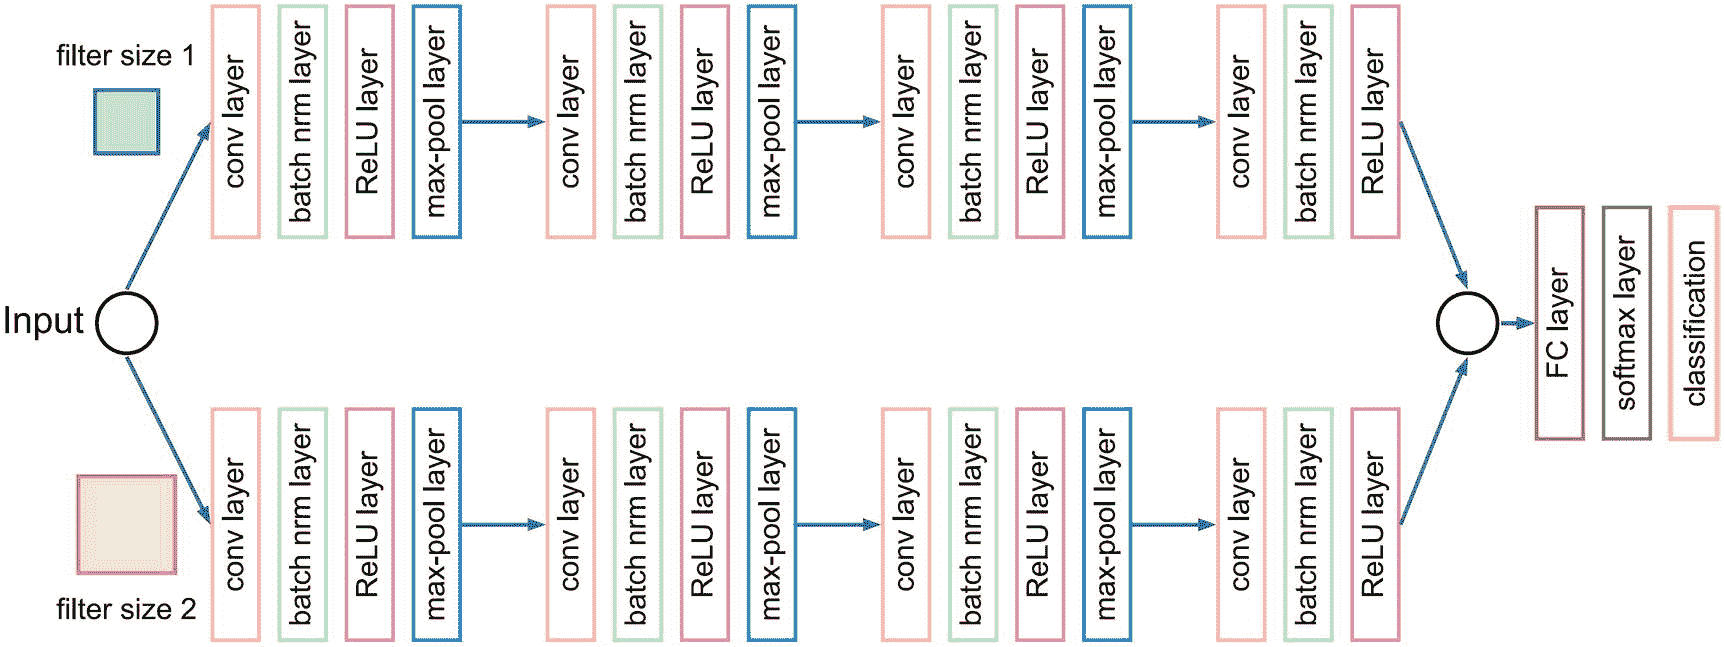 filter size 1
conv layer
batch nrm layer
ReLU layer
max-pool layer
conv layer
batch nrm layer
ReLU layer
max-pool layer
conv layer
batch nrm layer
ReLU layer
max-pool layer
conv layer
batch nrm layer
ReLU layer
Input
FC layer
softmax layer
classification
conv layer
batch nrm layer
ReLU layer
max-pool layer
conv layer
batch nrm layer
ReLU layer
max-pool layer
conv layer
batch nrm layer
ReLU layer
max-pool layer
conv layer
batch nrm layer
ReLU layer
filter size 2